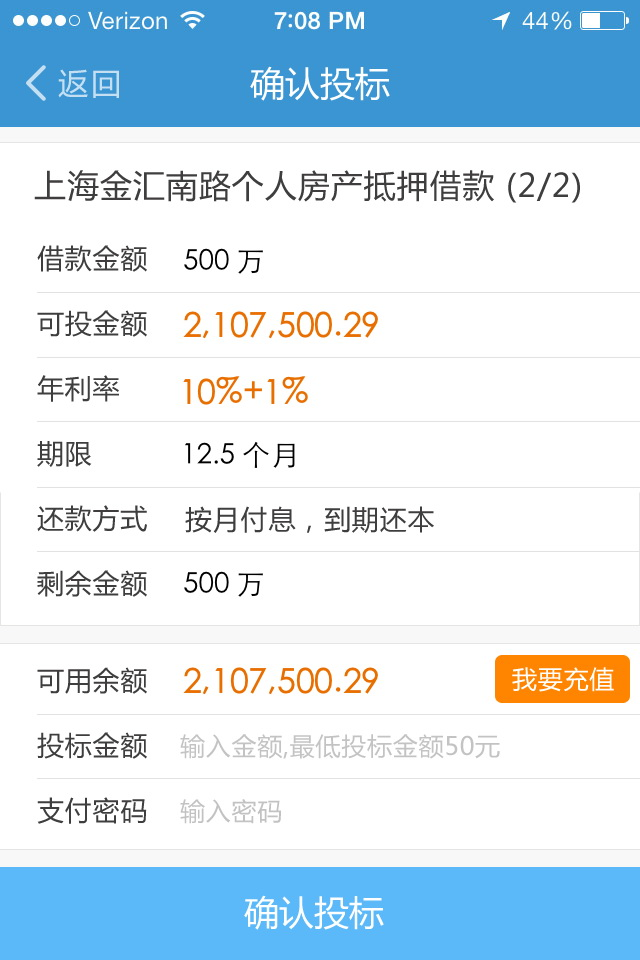 Verizon 7:08 PM 44%
返回 确认投标
上海金汇南路个人房产抵押借款 (2/2)
借款金额 500 万
可投金额 2,107,500.29
年利率 10%+1%
期限 12.5 个月
还款方式 按月付息，到期还本
剩余金额 500 万
可用余额 2,107,500.29 我要充值
投标金额 输入金额,最低投标金额50元
支付密码 输入密码
确认投标